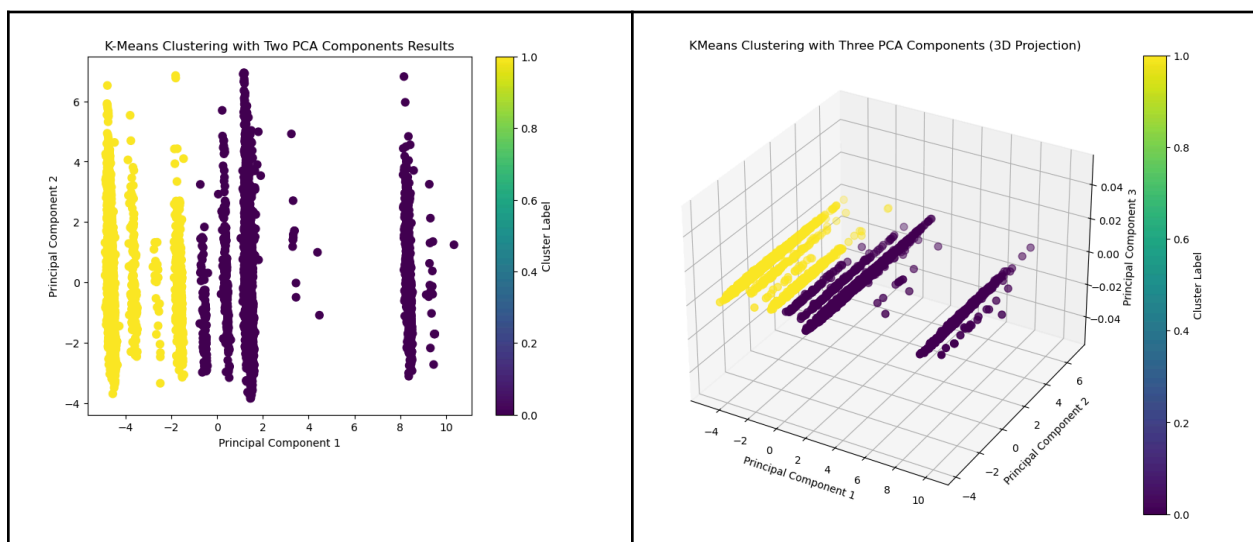 K-Means Clustering with Two PCA Components Results
6
4
2
0
−2
−4
Principal Component 2
−4 −2 0 2 4 6 8 10
Principal Component 1
1.0
0.8
0.6
0.4
0.2
0.0
Cluster Label
KMeans Clustering with Three PCA Components (3D Projection)
0.04
0.02
0.00
−0.02
−0.04
Principal Component 3
6
4
2
0
−2
−4
Principal Component 2
−4 −2 0 2 4 6 8 10
Principal Component 1
1.0
0.8
0.6
0.4
0.2
0.0
Cluster Label